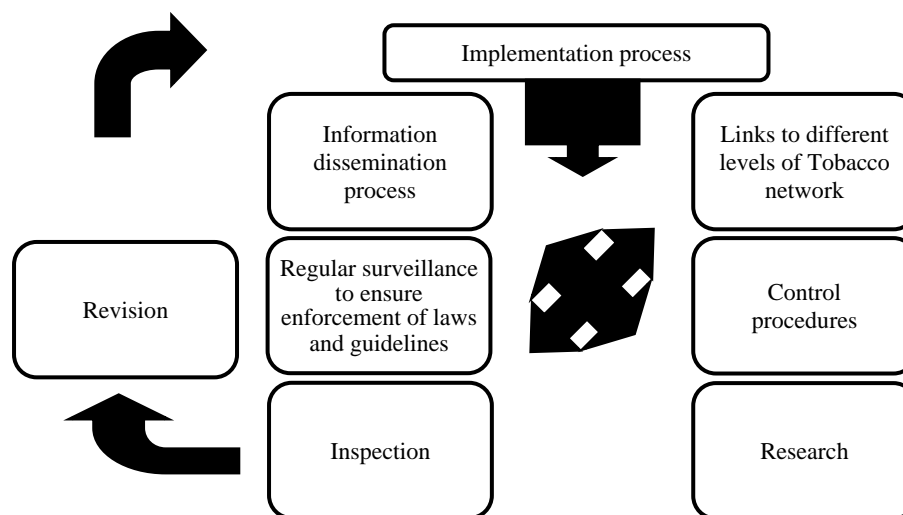 Implementation process
Information
dissemination
process
Links to different
levels of Tobacco
network
Revision
Regular surveillance
to ensure
enforcement of laws
and guidelines
Control
procedures
Inspection
Research